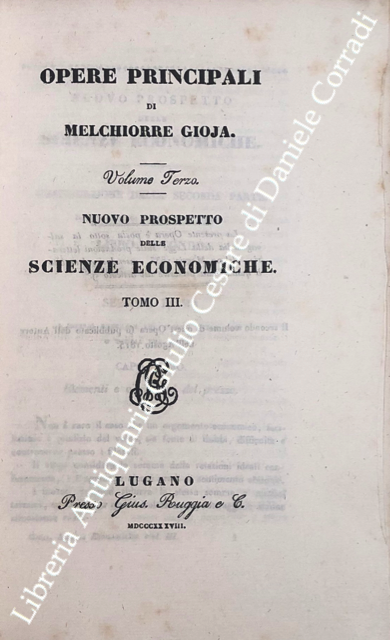 OPERE PRINCIPALI
DI
MELCHIORRE GIOJA.
Volume Terzo.
NUOVO PROSPETTO
DELLE
SCIENZE ECONOMICHE.
TOMO III.
LUGANO
Presso Gius. Ruggia e C.
MDCCCXXXVIII.
Libreria Antiquaria Giulio Cesare di Daniele Corradi